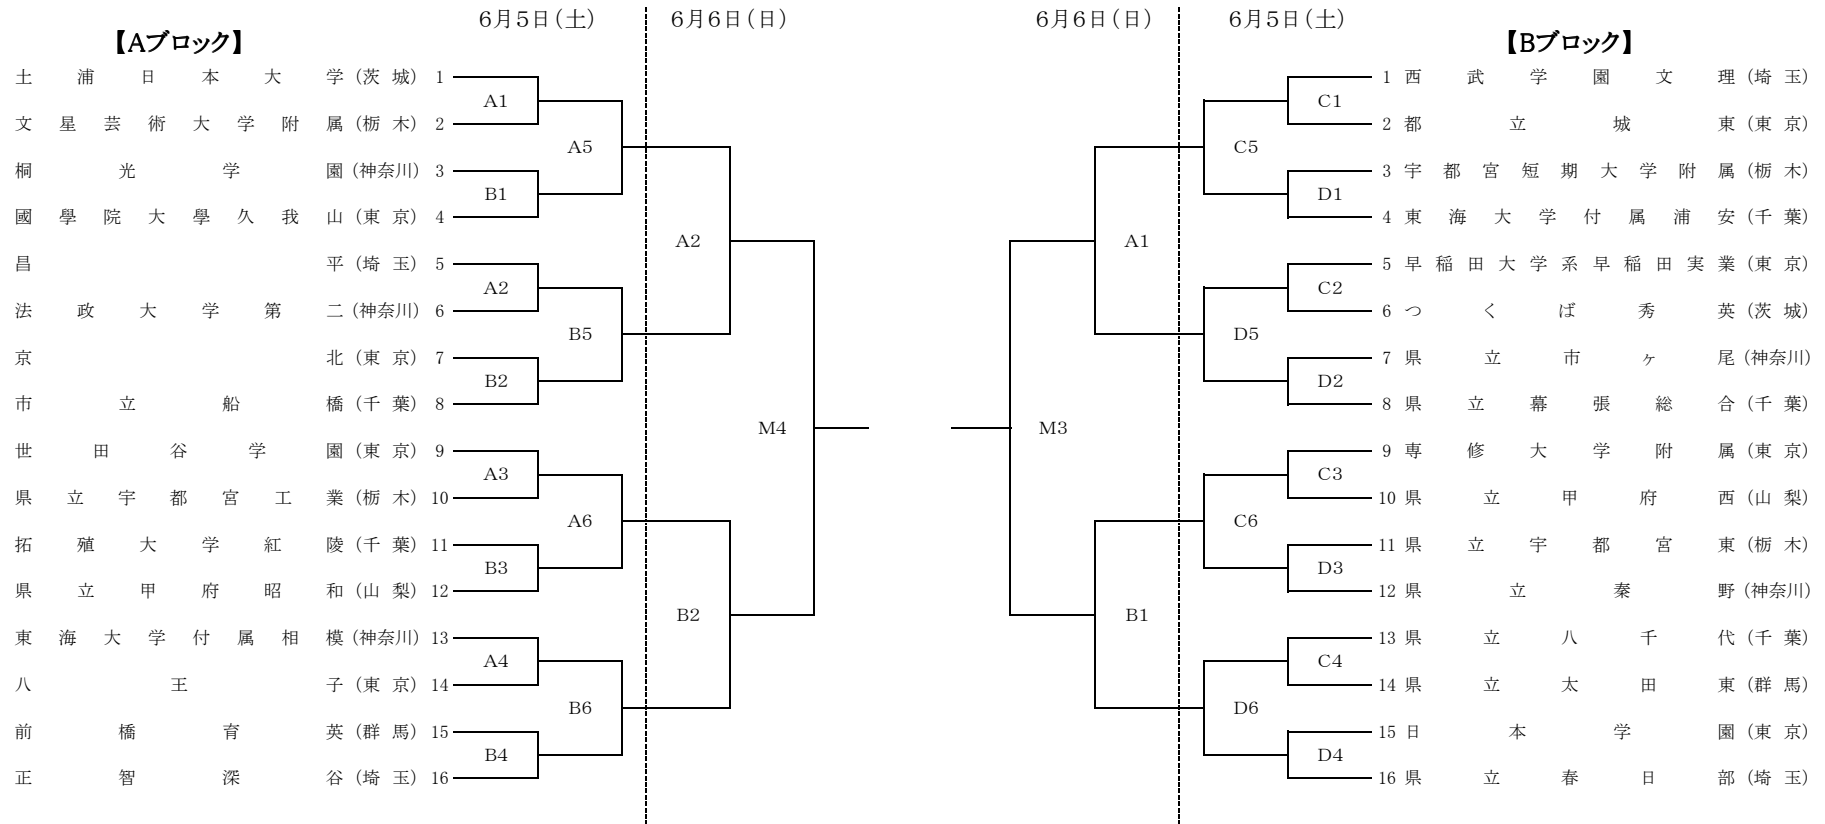 6月5日(土) 6月6日(日) 6月6日(日) 6月5日(土)
【Aブロック】 【Bブロック】
土浦日本大学(茨城) 1 1 西武学園文理(埼玉)
A1 C1
文星芸術大学附属(栃木) 2 2 都立城東(東京)
A5 C5
桐光学園(神奈川) 3 3 宇都宮短期大学附属(栃木)
B1 D1
國學院大學久我山(東京) 4 4 東海大学付属浦安(千葉)
A2 A1
昌平(埼玉) 5 5 早稲田大学系早稲田実業(東京)
A2 C2
法政大学第二(神奈川) 6 6 つくば秀英(茨城)
B5 D5
京北(東京) 7 7 県立市ヶ尾(神奈川)
B2 D2
市立船橋(千葉) 8 8 県立幕張総合(千葉)
M4 M3
世田谷学園(東京) 9 9 専修大学附属(東京)
A3 C3
県立宇都宮工業(栃木) 10 10 県立甲府西(山梨)
A6 C6
拓殖大学紅陵(千葉) 11 11 県立宇都宮東(栃木)
B3 D3
県立甲府昭和(山梨) 12 12 県立秦野(神奈川)
B2 B1
東海大学付属相模(神奈川) 13 13 県立八千代(千葉)
A4 C4
八王子(東京) 14 14 県立太田東(群馬)
B6 D6
前橋育英(群馬) 15 15 日本学園(東京)
B4 D4
正智深谷(埼玉) 16 16 県立春日部(埼玉)